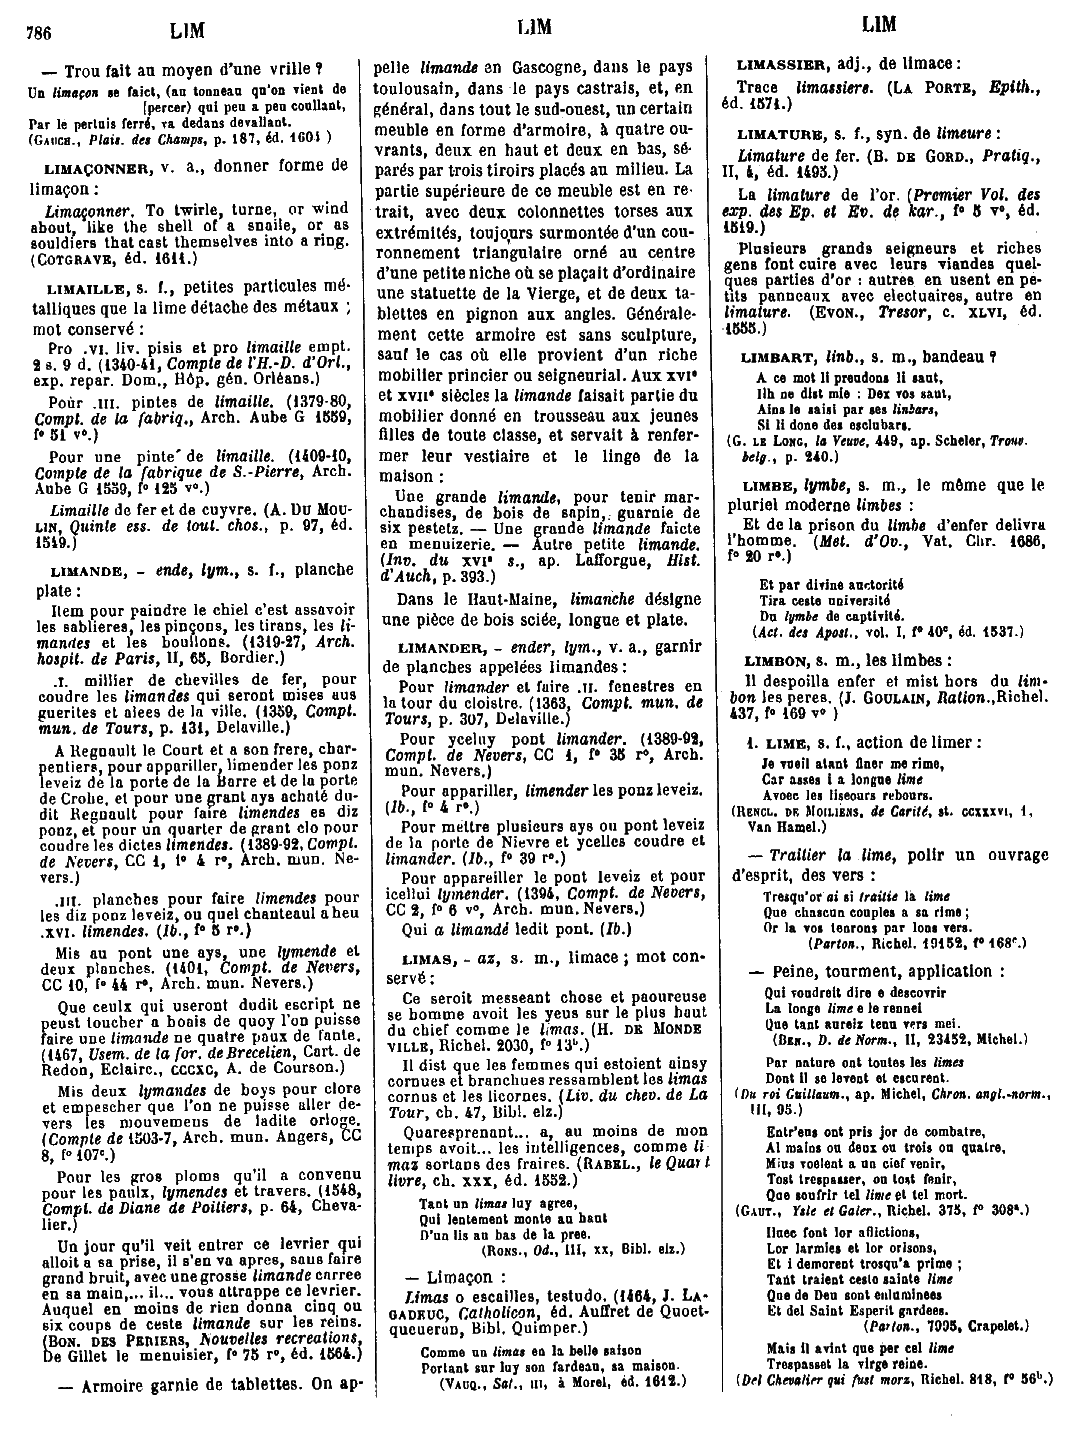 786 LIM LIM LIM
— Trou fait au moyen d'une vrille ?
Un limaçon se faict, (au tonneau qu'on vient de
[percer) qui peu a peu coullant,
Par le pertuis ferré, va dedans devallant.
(GAUCH., Plais. des Champs, p. 187, éd. 1604 )
LIMAÇONNER, v. a., donner forme de
limaçon :
Limaçonner. To twirle, turne, or wind
about, like the shell of a snaile, or as
souldiers that cast themselves into a ring.
(COTGRAVE, éd. 1611.)
LIMAILLE, s. f., petites particules mé-
talliques que la lime détache des métaux ;
mot conservé :
Pro .VI. liv. pisis et pro limaille empt.
2 s. 9 d. (1340-41, Compte de l'H.-D. d'Orl.,
exp. repar. Dom., Hôp. gén. Orléans.)
Pour .III. pintes de limaille. (1379-80,
Compt. de la fabriq., Arch. Aube G 1559,
f° 51 v°.)
Pour une pinte de limaille. (1409-10,
Compte de la fabrique de S.-Pierre, Arch.
Aube G 1559, f° 125 v°.)
Limaille de fer et de cuyvre. (A. DU MOU-
LIN, Quinte ess. de tout. chos., p. 97, éd.
1549.)
LIMANDE, - ende, lym., s. f., planche
plate :
Item pour paindre le chiel c'est assavoir
les sablieres, les pinçons, les tirans, les li-
mandes et les boullons. (1319-27, Arch.
hospit. de Paris, II, 65, Bordier.)
.I. millier de chevilles de fer, pour
coudre les limandes qui seront mises aus
guerites et alees de la ville. (1359, Compt.
mun. de Tours, p. 131, Delaville.)
A Regnault le Court et a son frere, char-
pentiers, pour appariller, limender les ponz
leveiz de la porte de la Barre et de la porte
de Crohe, et pour une grant ays achaté du-
dit Regnault pour faire limendes es diz
ponz, et pour un quarter de grant clo pour
coudre les dictes limendes. (1389-92, Compt.
de Nevers, CC 1, f° 4 r°, Arch. mun. Ne-
vers.)
.III. planches pour faire limendes pour
les diz ponz leveiz, ou quel chanteaul a heu
.XVI. limendes. (Ib., f° 5 r°.)
Mis au pont une ays, une lymende et
deux planches. (1401, Compt. de Nevers,
CC 10, f° 44 r°, Arch. mun. Nevers.)
Que ceulx qui useront dudit escript ne
peust toucher a bonis de quoy l'on puisse
faire une limande ne quatre paux de fante.
(1467, Usem. de la for. de Brecelien, Cart. de
Redon, Eclairc., CCCXC, A. de Courson.)
Mis deux lymandes de boys pour clore
et empescher que l'on ne puisse aller de-
vers les mouvemens de ladite orloge.
(Compte de 1503-7, Arch. mun. Angers, CC
8, f° 107°.)
Pour les gros ploms qu'il a convenu
pour les paulx, lymendes et travers. (1548,
Compt. de Diane de Poitiers, p. 64, Cheva-
lier.)
Un jour qu'il veit entrer ce levrier qui
alloit a sa prise, il s'en va apres, sans faire
grand bruit, avec une grosse limande carree
en sa main,... il... vous attrappe ce levrier.
Auquel en moins de rien donna cinq ou
six coups de ceste limande sur les reins.
(BON. DES PERIERS, Nouvelles recreations,
De Gillet le menuisier, f° 75 r°, éd. 1564.)
— Armoire garnie de tablettes. On ap-
pelle limande en Gascogne, dans le pays
toulousain, dans le pays castrais, et, en
général, dans tout le sud-ouest, un certain
meuble en forme d'armoire, à quatre ou-
vrants, deux en haut et deux en bas, sé-
parés par trois tiroirs placés au milieu. La
partie supérieure de ce meuble est en re-
trait, avec deux colonnettes torses aux
extrémités, toujours surmontée d'un cou-
ronnement triangulaire orné au centre
d'une petite niche où se plaçait d'ordinaire
une statuette de la Vierge, et de deux ta-
blettes en pignon aux angles. Générale-
ment cette armoire est sans sculpture,
sauf le cas où elle provient d'un riche
mobilier princier ou seigneurial. Aux XVI°
et XVII° siècles la limande faisait partie du
mobilier donné en trousseau aux jeunes
filles de toute classe, et servait à renfer-
mer leur vestiaire et le linge de la
maison :
Une grande limande, pour tenir mar-
chandises, de bois de sapin, guarnie de
six pestetz. — Une grande limande faicte
en menuizerie. — Autre petite limande.
(Inv. du XVI° s., ap. Lafforgue, Hist.
d'Auch, p. 393.)
Dans le Haut-Maine, limanche désigne
une pièce de bois sciée, longue et plate.
LIMANDER, - ender, lym., v. a., garnir
de planches appelées limandes :
Pour limander et faire .II. fenestres en
la tour du cloistre. (1363, Compt. mun. de
Tours, p. 307, Delaville.)
Pour yceluy pont limander. (1389-92,
Compt. de Nevers, CC 1, f° 35 r°, Arch.
mun. Nevers.)
Pour appariller, limender les ponz leveiz.
(Ib., f° 4 r°.)
Pour mettre plusieurs ays ou pont leveiz
de la porte de Nievre et ycelles coudre et
limander. (Ib., f° 39 r°.)
Pour appareiller le pont leveiz et pour
icellui lymender. (1394, Compt. de Nevers,
CC 2, f° 6 v°, Arch. mun. Nevers.)
Qui a limandé ledit pont. (Ib.)
LIMAS, - az, s. m., limace ; mot con-
servé :
Ce seroit messeant chose et paoureuse
se homme avoit les yeus sur le plus hault
du chief comme le limas. (H. DE MONDE
VILLE, Richel. 2030, f° 13b.)
Il dist que les femmes qui estoient ainsy
cornues et branchues ressamblent les limas
cornus et les licornes. (Liv. du chev. de La
Tour, ch. 47, Bibl. elz.)
Quaresprenant... a, au moins de mon
temps avoit... les intelligences, comme li
maz sortans des fraires. (RABEL., le Quart
livre, ch. XXX, éd. 1552.)
Tant un limas luy agree,
Qui lentement monte au haut
D'un lis au bas de la pree.
(RONS., Od., III, XX, Bibl. elz.)
— Limaçon :
Limas o escailles, testudo. (1464, J. LA-
GADEUC, Catholicon, éd. Auffret de Quoet-
queuerun, Bibl. Quimper.)
Comme un limas en la belle saison
Portant sur luy son fardeau, sa maison.
(VAUQ., Sat., III, à Morel, éd. 1612.)
LIMASSIER, adj., de limace :
Trace limassiere. (LA PORTE, Epith.,
éd. 1571.)
LIMATURE, s. f., syn. de limeure :
Limature de fer. (B. DE GORD., Pratiq.,
II, 4, éd. 1495.)
La limature de l'or. (Premier Vol. des
exp. des Ep. et Ev. de kar., f° 5 v°, éd.
1519.)
Plusieurs grands seigneurs et riches
gens font cuire avec leurs viandes quel-
ques parties d'or : autres en usent en pe-
tits panneaux avec electuaires, autre en
limature. (EVON., Tresor, c. XLVI, éd.
1555.)
LIMBART, linb., s. m., bandeau ?
A ce mot li prendons li saut,
Ilh ne dist mie : Dex vos saut,
Ains le saisi par ses linbars,
Si li done des esclubars.
(G. LE LONG, la Veuve, 449, ap. Scheler, Trouv.
belg., p. 240.)
LIMBE, lymbe, s. m., le même que le
pluriel moderne limbes :
Et de la prison du limbe d'enfer delivra
l'homme. (Met. d'Ov., Vat. Chr. 1686,
f° 20 r°.)
Et par divine auctorité
Tira ceste université
Du lymbe de captivité.
(Act. des Apost., vol. I, f° 40c, éd. 1537.)
LIMBON, s. m., les limbes :
Il despoilla enfer et mist hors du lim-
bon les peres. (J. GOULAIN, Ration., Richel.
437, f° 169 v° )
1. LIME, s. f., action de limer :
Je vueil atant finer me rime,
Car asses i a longue lime
Avoec les liseours rebours.
(RENCL. DE MOILIENS, de Carité, st. CCXXXVI, 1,
Van Hamel.)
— Traitier la lime, polir un ouvrage
d'esprit, des vers :
Tresqu'or ai si traitie la lime
Que chascun couples a sa rime ;
Or la vos tenrons par lons vers.
(Parton., Richel. 19152, f° 168c.)
— Peine, tourment, application :
Qui voudreit dire e descovrir
La longe lime e le rennei
Que tant aureiz tenu vers mei.
(BEN., D. de Norm., II, 23452, Michel.)
Par nature ont toutes les limes
Dont il se levent et escurent.
(Du roi Guillaum., ap. Michel, Chron. angl.-norm.,
III, 95.)
Entr'eus ont pris jor de combatre,
Al mains ou deux ou trois ou quatre,
Mius voelent a un cief venir,
Tost trespasser, ou tost fenir,
Que soufrir tel lime et tel mort.
(GAUT., Ysle et Galer., Richel. 375, f° 308a.)
Iluec font lor aflictions,
Lor larmies et lor orisons,
Et i demorent trosqu'a prime ;
Tant traient ceste sainte lime
Que de Deu sont enluminees
Et del Saint Esperit gardees.
(Parton., 7995, Crapelet.)
Mais il avint que per cel lime
Trespasset la virge reine.
(Del Chevalier qui fust morz, Richel. 818, f° 56b.)